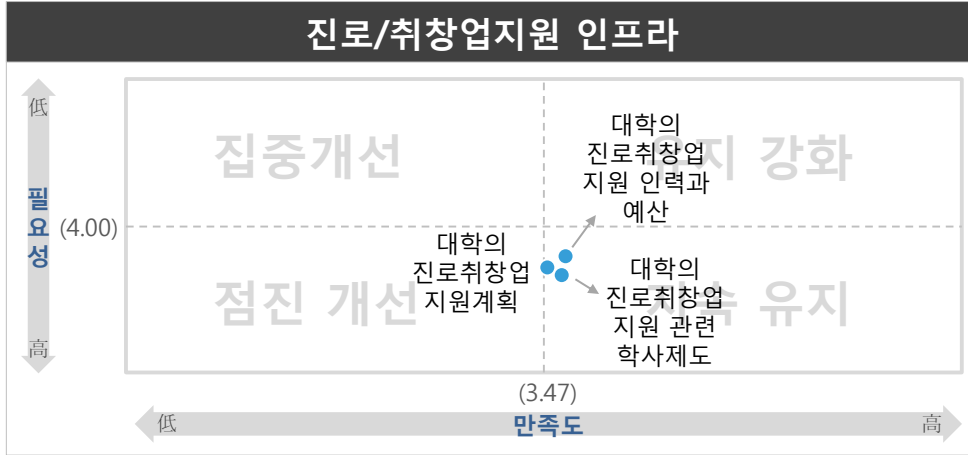 진로/취창업지원 인프라
低
필
요
성
高
(4.00)
집중개선
유지 강화
점진 개선
지속 유지
대학의
진로취창업
지원 인력과
예산
대학의
진로취창업
지원계획
대학의
진로취창업
지원 관련
학사제도
(3.47)
低
만족도
高